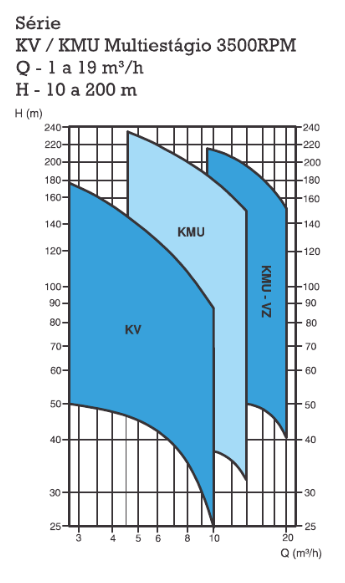 Série
KV / KMU Multiestágio 3500RPM
Q - 1 a 19 m³/h
H - 10 a 200 m
H (m)
240 240
220 220
200 200
180 180
160 160
140 140
120 120
100 100
90 90
80 80
70 70
60 60
50 50
40 40
30 30
25 25
KMU
KMU - VZ
KV
3 4 5 6 8 10 20
Q (m³/h)